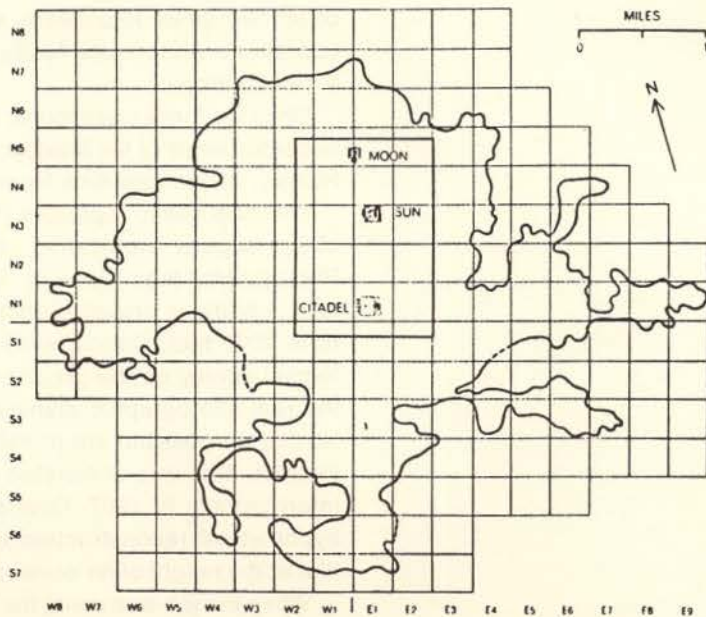 MILES
0 1
N
N8
N7
N6
N5
N4
N3
N2
N1
S1
S2
S3
S4
S5
S6
S7
MOON
SUN
CITADEL
W8 W7 W6 W5 W4 W3 W2 W1 E1 E2 E3 E4 E5 E6 E7 E8 E9